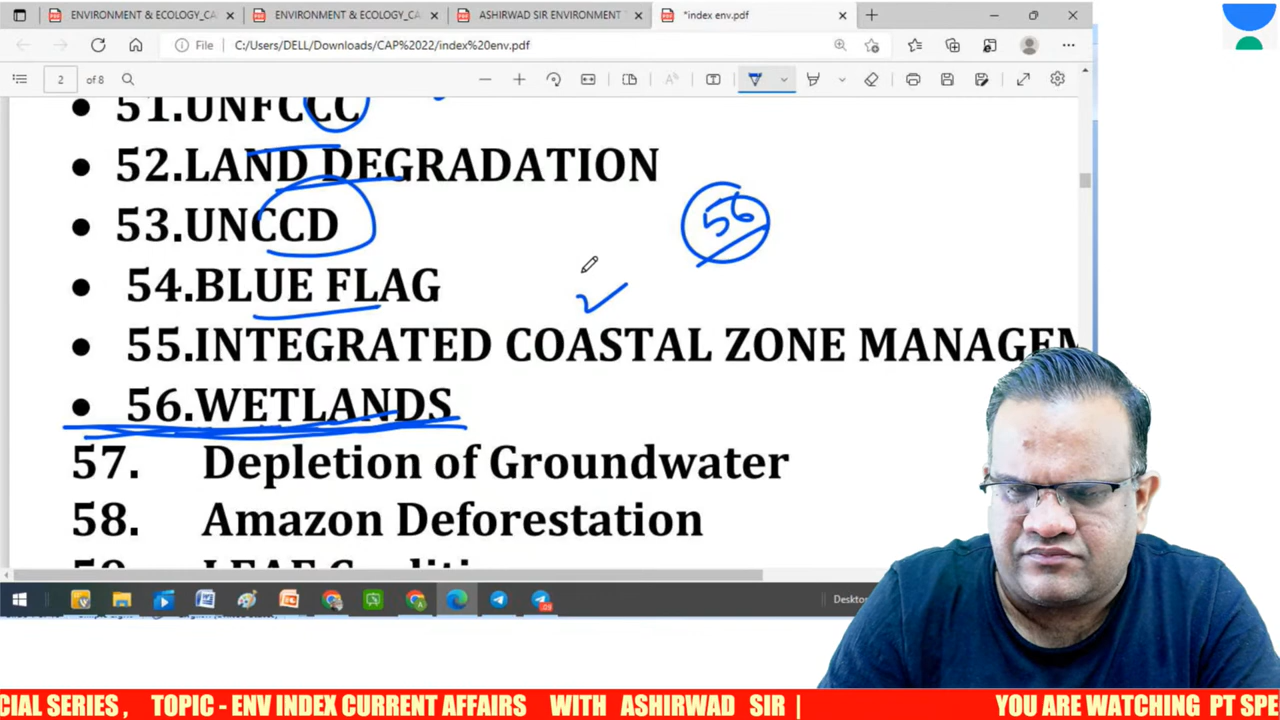 ENVIRONMENT & ECOLOGY_CA
ENVIRONMENT & ECOLOGY_CA
ASHIRWAD SIR ENVIRONMENT
*index env.pdf
File
C:/Users/DELL/Downloads/CAP%2022/index%20env.pdf
2 of 8
• 51.UNFCCC
• 52.LAND DEGRADATION
• 53.UNCCD
56
• 54.BLUE FLAG
• 55.INTEGRATED COASTAL ZONE MANAGEM
• 56.WETLANDS
57. Depletion of Groundwater
58. Amazon Deforestation
59. LEAF Coaliti
Desktop
CIAL SERIES , TOPIC - ENV INDEX CURRENT AFFAIRS WITH ASHIRWAD SIR | YOU ARE WATCHING PT SPE